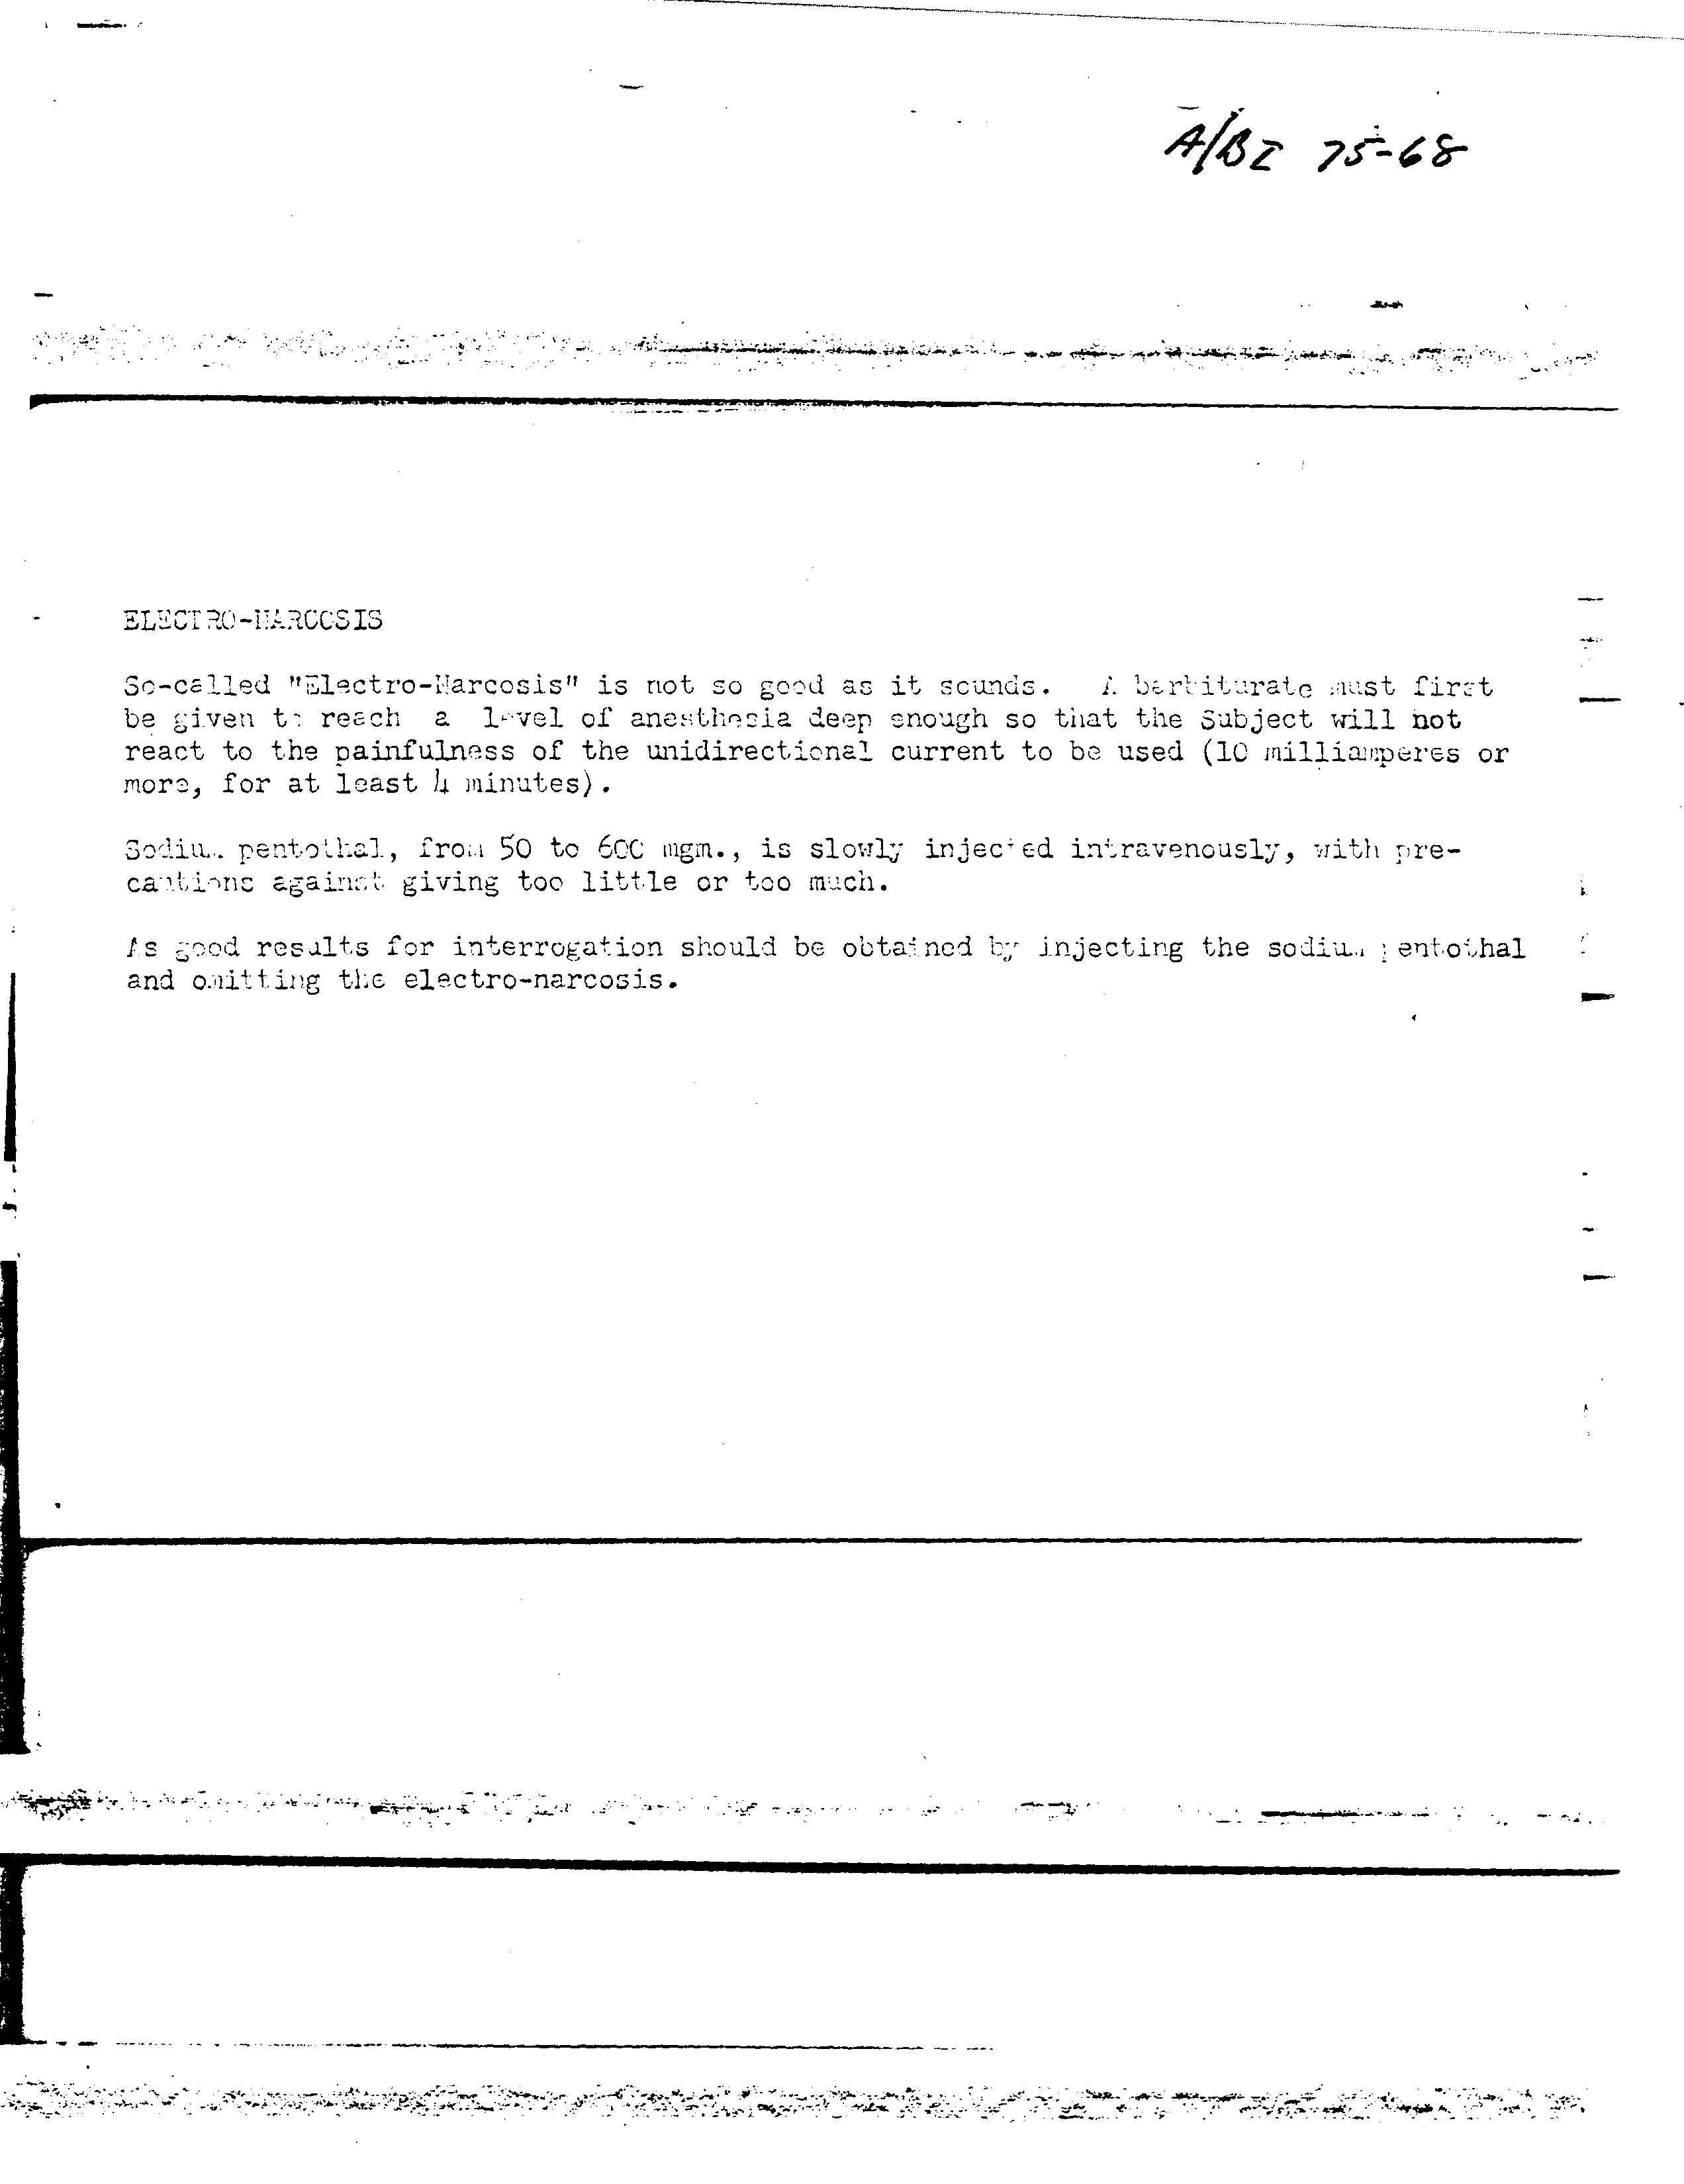 A/BI 75-68
ELECTRO-NARCOSIS
So-called "Electro-Narcosis" is not so good as it sounds. A barbiturate must first
be given to reach a level of anesthesia deep enough so that the Subject will not
react to the painfulness of the unidirectional current to be used (10 milliamperes or
more, for at least 4 minutes).
Sodium pentothal, from 50 to 600 mgm., is slowly injected intravenously, with pre-
cautions against giving too little or too much.
As good results for interrogation should be obtained by injecting the sodium pentothal
and omitting the electro-narcosis.